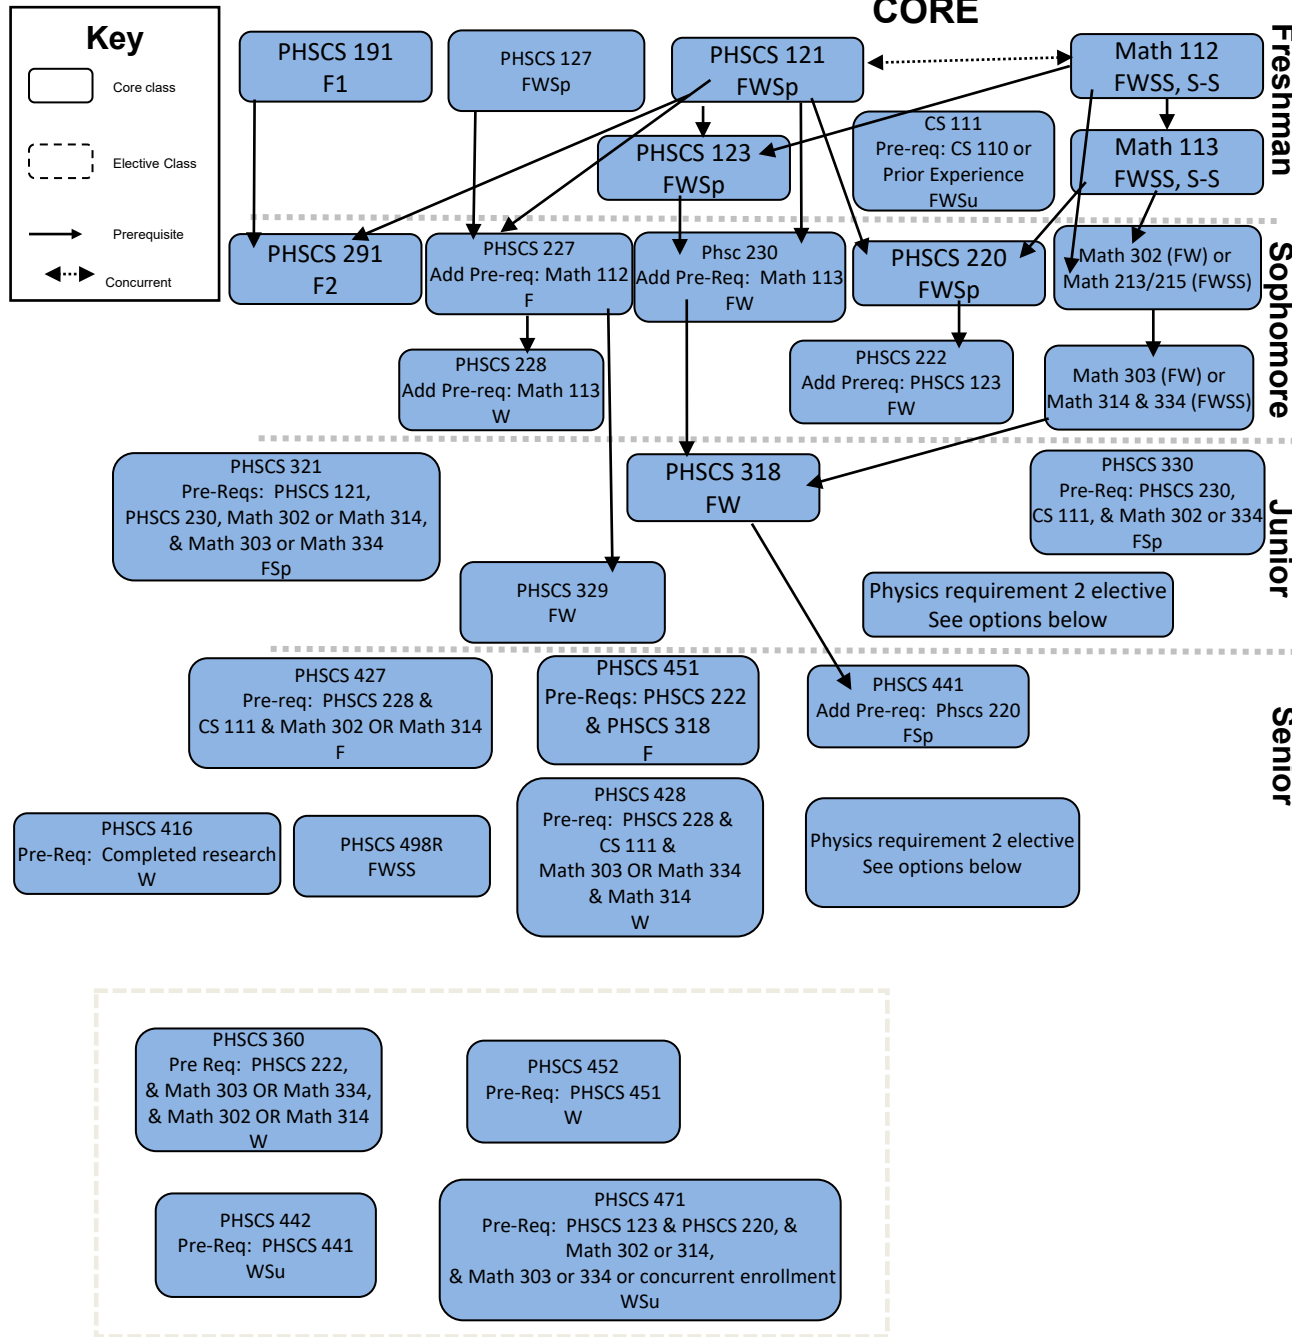 CORE
Key
Core class
Elective Class
Prerequisite
Concurrent
Freshman
PHSCS 191
F1
PHSCS 127
FWSp
PHSCS 121
FWSp
Math 112
FWSS, S-S
PHSCS 123
FWSp
CS 111
Pre-req: CS 110 or
Prior Experience
FWSu
Math 113
FWSS, S-S
Sophomore
PHSCS 291
F2
PHSCS 227
Add Pre-req: Math 112
F
Phsc 230
Add Pre-Req: Math 113
FW
PHSCS 220
FWSp
Math 302 (FW) or
Math 213/215 (FWSS)
PHSCS 228
Add Pre-req: Math 113
W
PHSCS 222
Add Prereq: PHSCS 123
FW
Math 303 (FW) or
Math 314 & 334 (FWSS)
Junior
PHSCS 321
Pre-Reqs: PHSCS 121,
PHSCS 230, Math 302 or Math 314,
& Math 303 or Math 334
FSp
PHSCS 318
FW
PHSCS 330
Pre-Req: PHSCS 230,
CS 111, & Math 302 or 334
FSp
PHSCS 329
FW
Physics requirement 2 elective
See options below
Senior
PHSCS 427
Pre-req: PHSCS 228 &
CS 111 & Math 302 OR Math 314
F
PHSCS 451
Pre-Reqs: PHSCS 222
& PHSCS 318
F
PHSCS 441
Add Pre-req: Phscs 220
FSp
PHSCS 416
Pre-Req: Completed research
W
PHSCS 498R
FWSS
PHSCS 428
Pre-req: PHSCS 228 &
CS 111 &
Math 303 OR Math 334
& Math 314
W
Physics requirement 2 elective
See options below
PHSCS 360
Pre Req: PHSCS 222,
& Math 303 OR Math 334,
& Math 302 OR Math 314
W
PHSCS 452
Pre-Req: PHSCS 451
W
PHSCS 442
Pre-Req: PHSCS 441
WSu
PHSCS 471
Pre-Req: PHSCS 123 & PHSCS 220, &
Math 302 or 314,
& Math 303 or 334 or concurrent enrollment
WSu